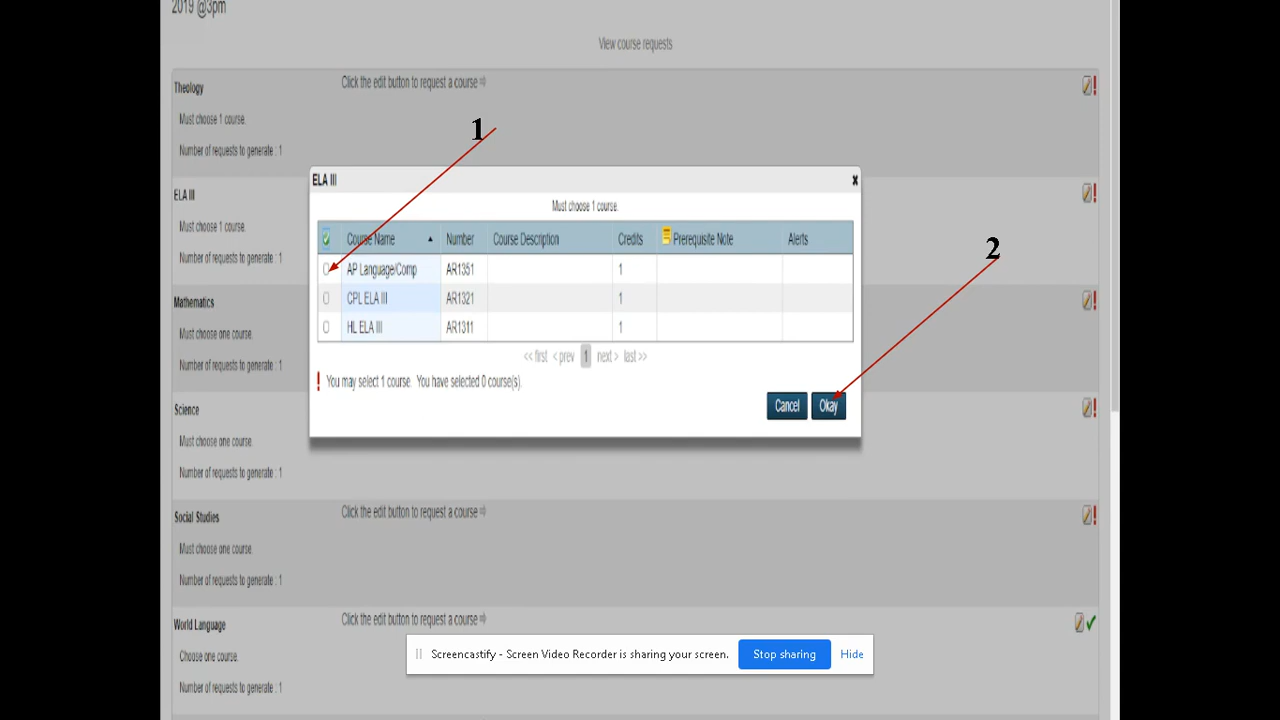 2019 @3pm
View course requests
Theology
Click the edit button to request a course ⇨
Must choose 1 course.
Number of requests to generate : 1
1
ELA III
Must choose 1 course.
Number of requests to generate : 1
ELA III x
Must choose 1 course.
Course Name ▲ Number Course Description Credits Prerequisite Note Alerts
AP Language/Comp AR1351 1
CPL ELA III AR1321 1
HL ELA III AR1311 1
<< first < prev 1 next > last >>
! You may select 1 course. You have selected 0 course(s).
Cancel Okay
2
Mathematics
Must choose one course.
Number of requests to generate : 1
Science
Must choose one course.
Number of requests to generate : 1
Social Studies
Click the edit button to request a course ⇨
Must choose one course.
Number of requests to generate : 1
World Language
Click the edit button to request a course ⇨
Choose one course.
Number of requests to generate : 1
Screencastify - Screen Video Recorder is sharing your screen. Stop sharing Hide